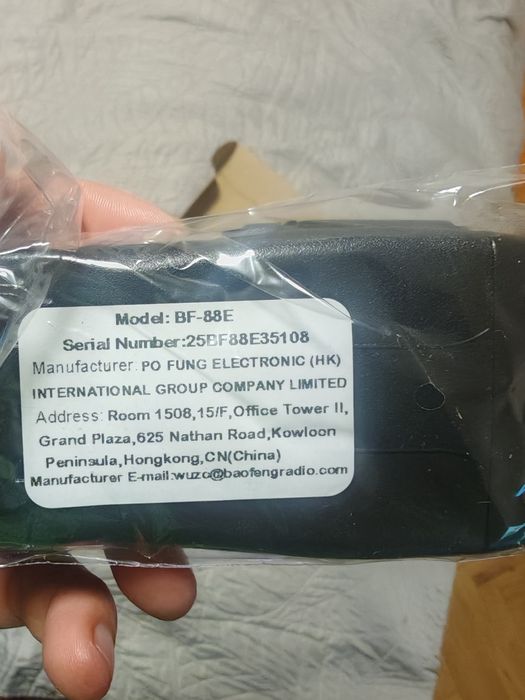 Model: BF-88E
Serial Number:25BF88E35108
Manufacturer: PO FUNG ELECTRONIC (HK)
INTERNATIONAL GROUP COMPANY LIMITED
Address: Room 1508,15/F,Office Tower II,
Grand Plaza,625 Nathan Road,Kowloon
Peninsula,Hongkong,CN(China)
Manufacturer E-mail:wuzc@baofengradio.com